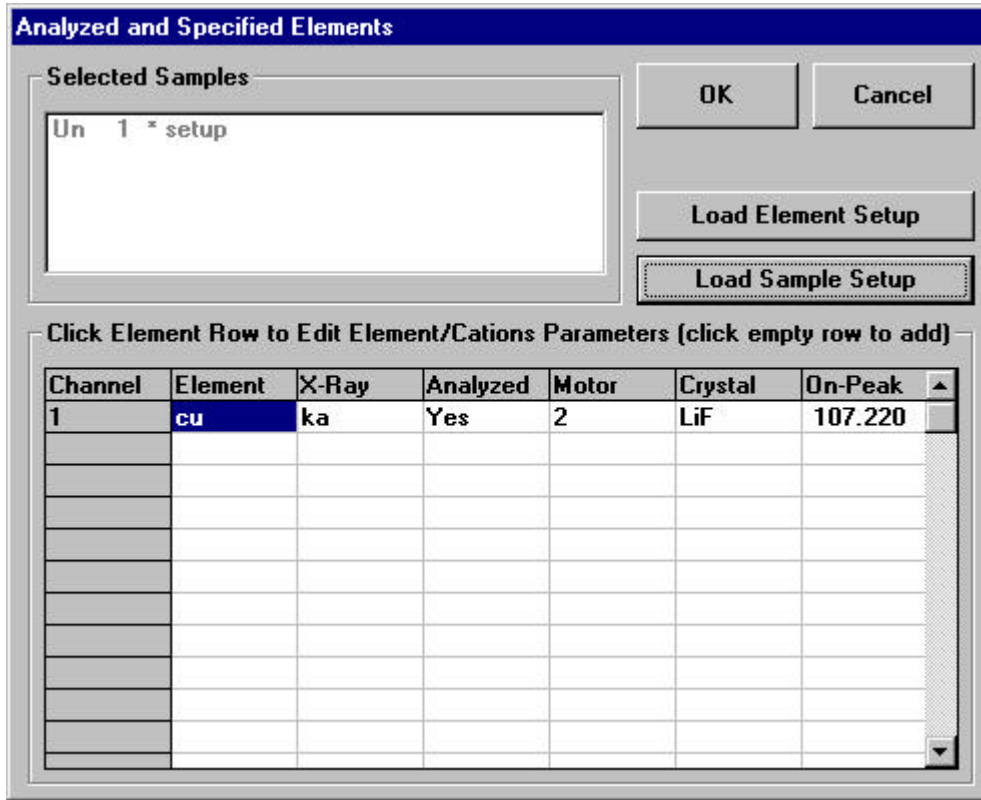 Analyzed and Specified Elements
Selected Samples
Un 1 * setup
OK
Cancel
Load Element Setup
Load Sample Setup
Click Element Row to Edit Element/Cations Parameters (click empty row to add)
Channel Element X-Ray Analyzed Motor Crystal On-Peak
1 cu ka Yes 2 LiF 107.220